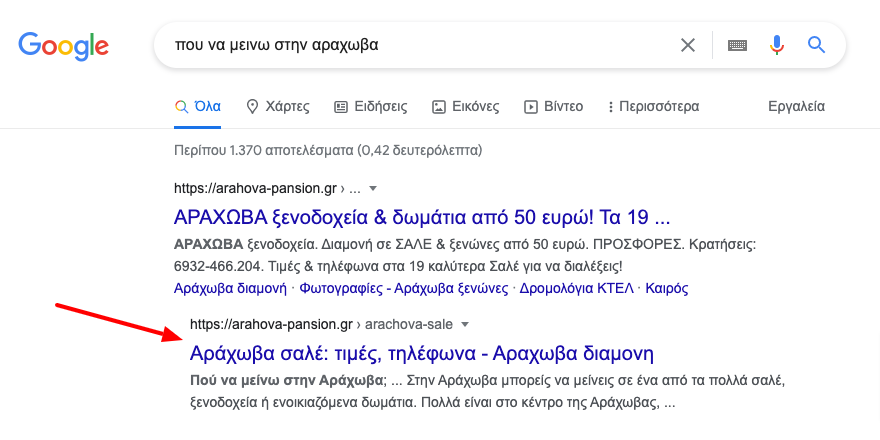 Google
που να μεινω στην αραχωβα
Όλα Χάρτες Ειδήσεις Εικόνες Βίντεο Περισσότερα Εργαλεία
Περίπου 1.370 αποτελέσματα (0,42 δευτερόλεπτα)
https://arahova-pansion.gr › ...
ΑΡΑΧΩΒΑ ξενοδοχεία & δωμάτια από 50 ευρώ! Τα 19 ...
ΑΡΑΧΩΒΑ ξενοδοχεία. Διαμονή σε ΣΑΛΕ & ξενώνες από 50 ευρώ. ΠΡΟΣΦΟΡΕΣ. Κρατήσεις:
6932-466.204. Τιμές & τηλέφωνα στα 19 καλύτερα Σαλέ για να διαλέξεις!
Αράχωβα διαμονή · Φωτογραφίες - Αράχωβα ξενώνες · Δρομολόγια ΚΤΕΛ · Καιρός
https://arahova-pansion.gr › arachova-sale
Αράχωβα σαλέ: τιμές, τηλέφωνα - Αραχωβα διαμονη
Πού να μείνω στην Αράχωβα; ... Στην Αράχωβα μπορείς να μείνεις σε ένα από τα πολλά σαλέ,
ξενοδοχεία ή ενοικιαζόμενα δωμάτια. Πολλά είναι στο κέντρο της Αράχωβας, ...